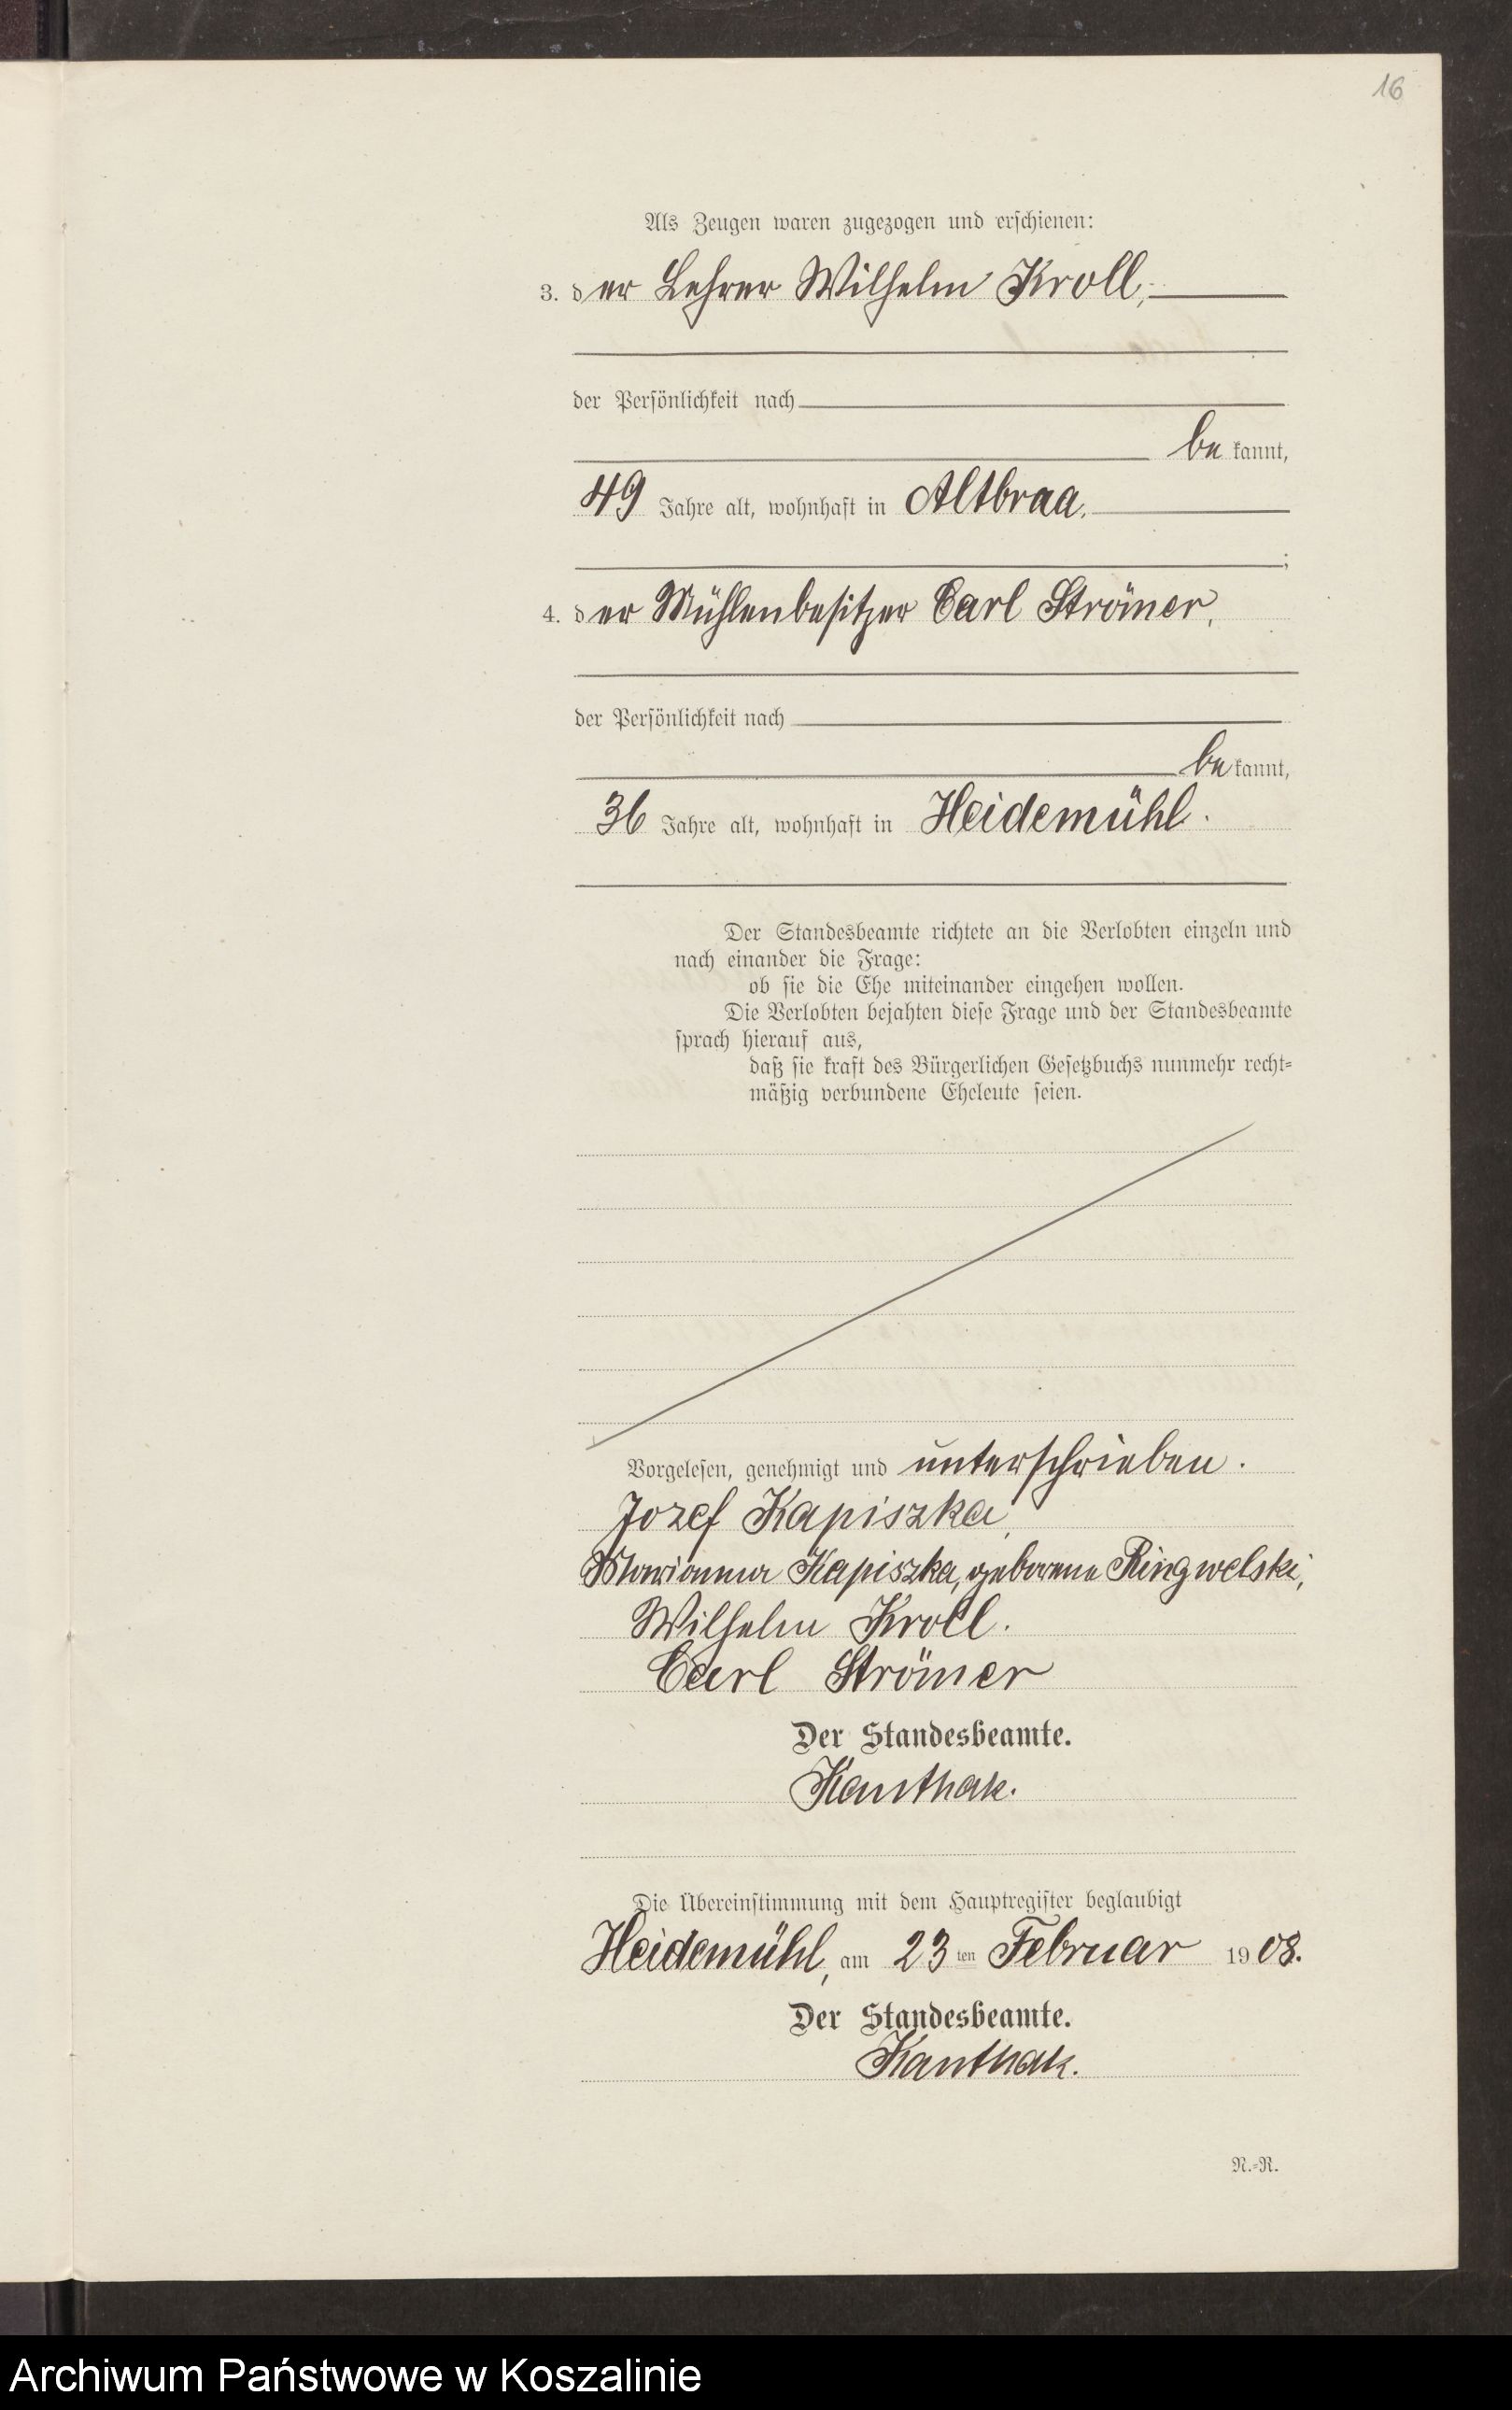 16
Als Zeugen waren zugezogen und erschienen:
3. der Lehrer Wilhelm Kroll,
der Persönlichkeit nach
bekannt,
49 Jahre alt, wohnhaft in Altbraa.
;
4. der Mühlenbesitzer Carl Strömer,
der Persönlichkeit nach
bekannt,
36 Jahre alt, wohnhaft in Heidemühl.
Der Standesbeamte richtete an die Verlobten einzeln und
nach einander die Frage:
ob sie die Ehe miteinander eingehen wollen.
Die Verlobten bejahten diese Frage und der Standesbeamte
sprach hierauf aus,
daß sie kraft des Bürgerlichen Gesetzbuchs nunmehr recht=
mäßig verbundene Eheleute seien.
Vorgelesen, genehmigt und unterschrieben.
Jozef Kapiszka,
Marianna Kapiszka, geborene Ringwelski,
Wilhelm Kroll.
Carl Strömer
Der Standesbeamte.
Kanthak.
Die Übereinstimmung mit dem Hauptregister beglaubigt
Heidemühl, am 23ten Februar 1908.
Der Standesbeamte.
Kanthak.
N.=R.
Archiwum Państwowe w Koszalinie